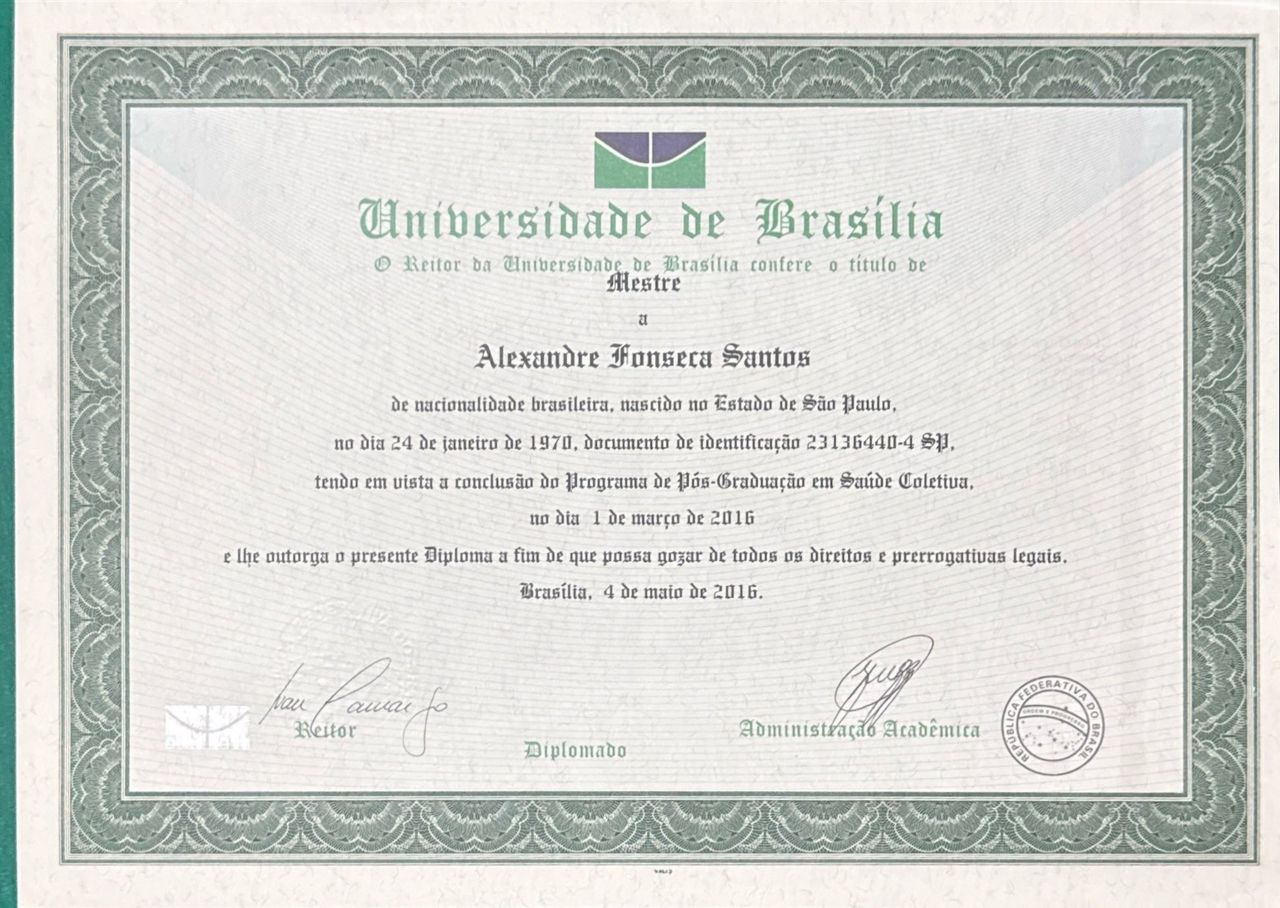 Universidade de Brasília
O Reitor da Universidade de Brasília confere o título de
Mestre
a
Alexandre Fonseca Santos
de nacionalidade brasileira, nascido no Estado de São Paulo,
no dia 24 de janeiro de 1970, documento de identificação 23136440-4 SP,
tendo em vista a conclusão do Programa de Pós-Graduação em Saúde Coletiva,
no dia 1 de março de 2016
e lhe outorga o presente Diploma a fim de que possa gozar de todos os direitos e prerrogativas legais.
Brasília, 4 de maio de 2016.
Ivan Camargo
Reitor
Diplomado
Administração Acadêmica
REPÚBLICA FEDERATIVA DO BRASIL
ORDEM E PROGRESSO